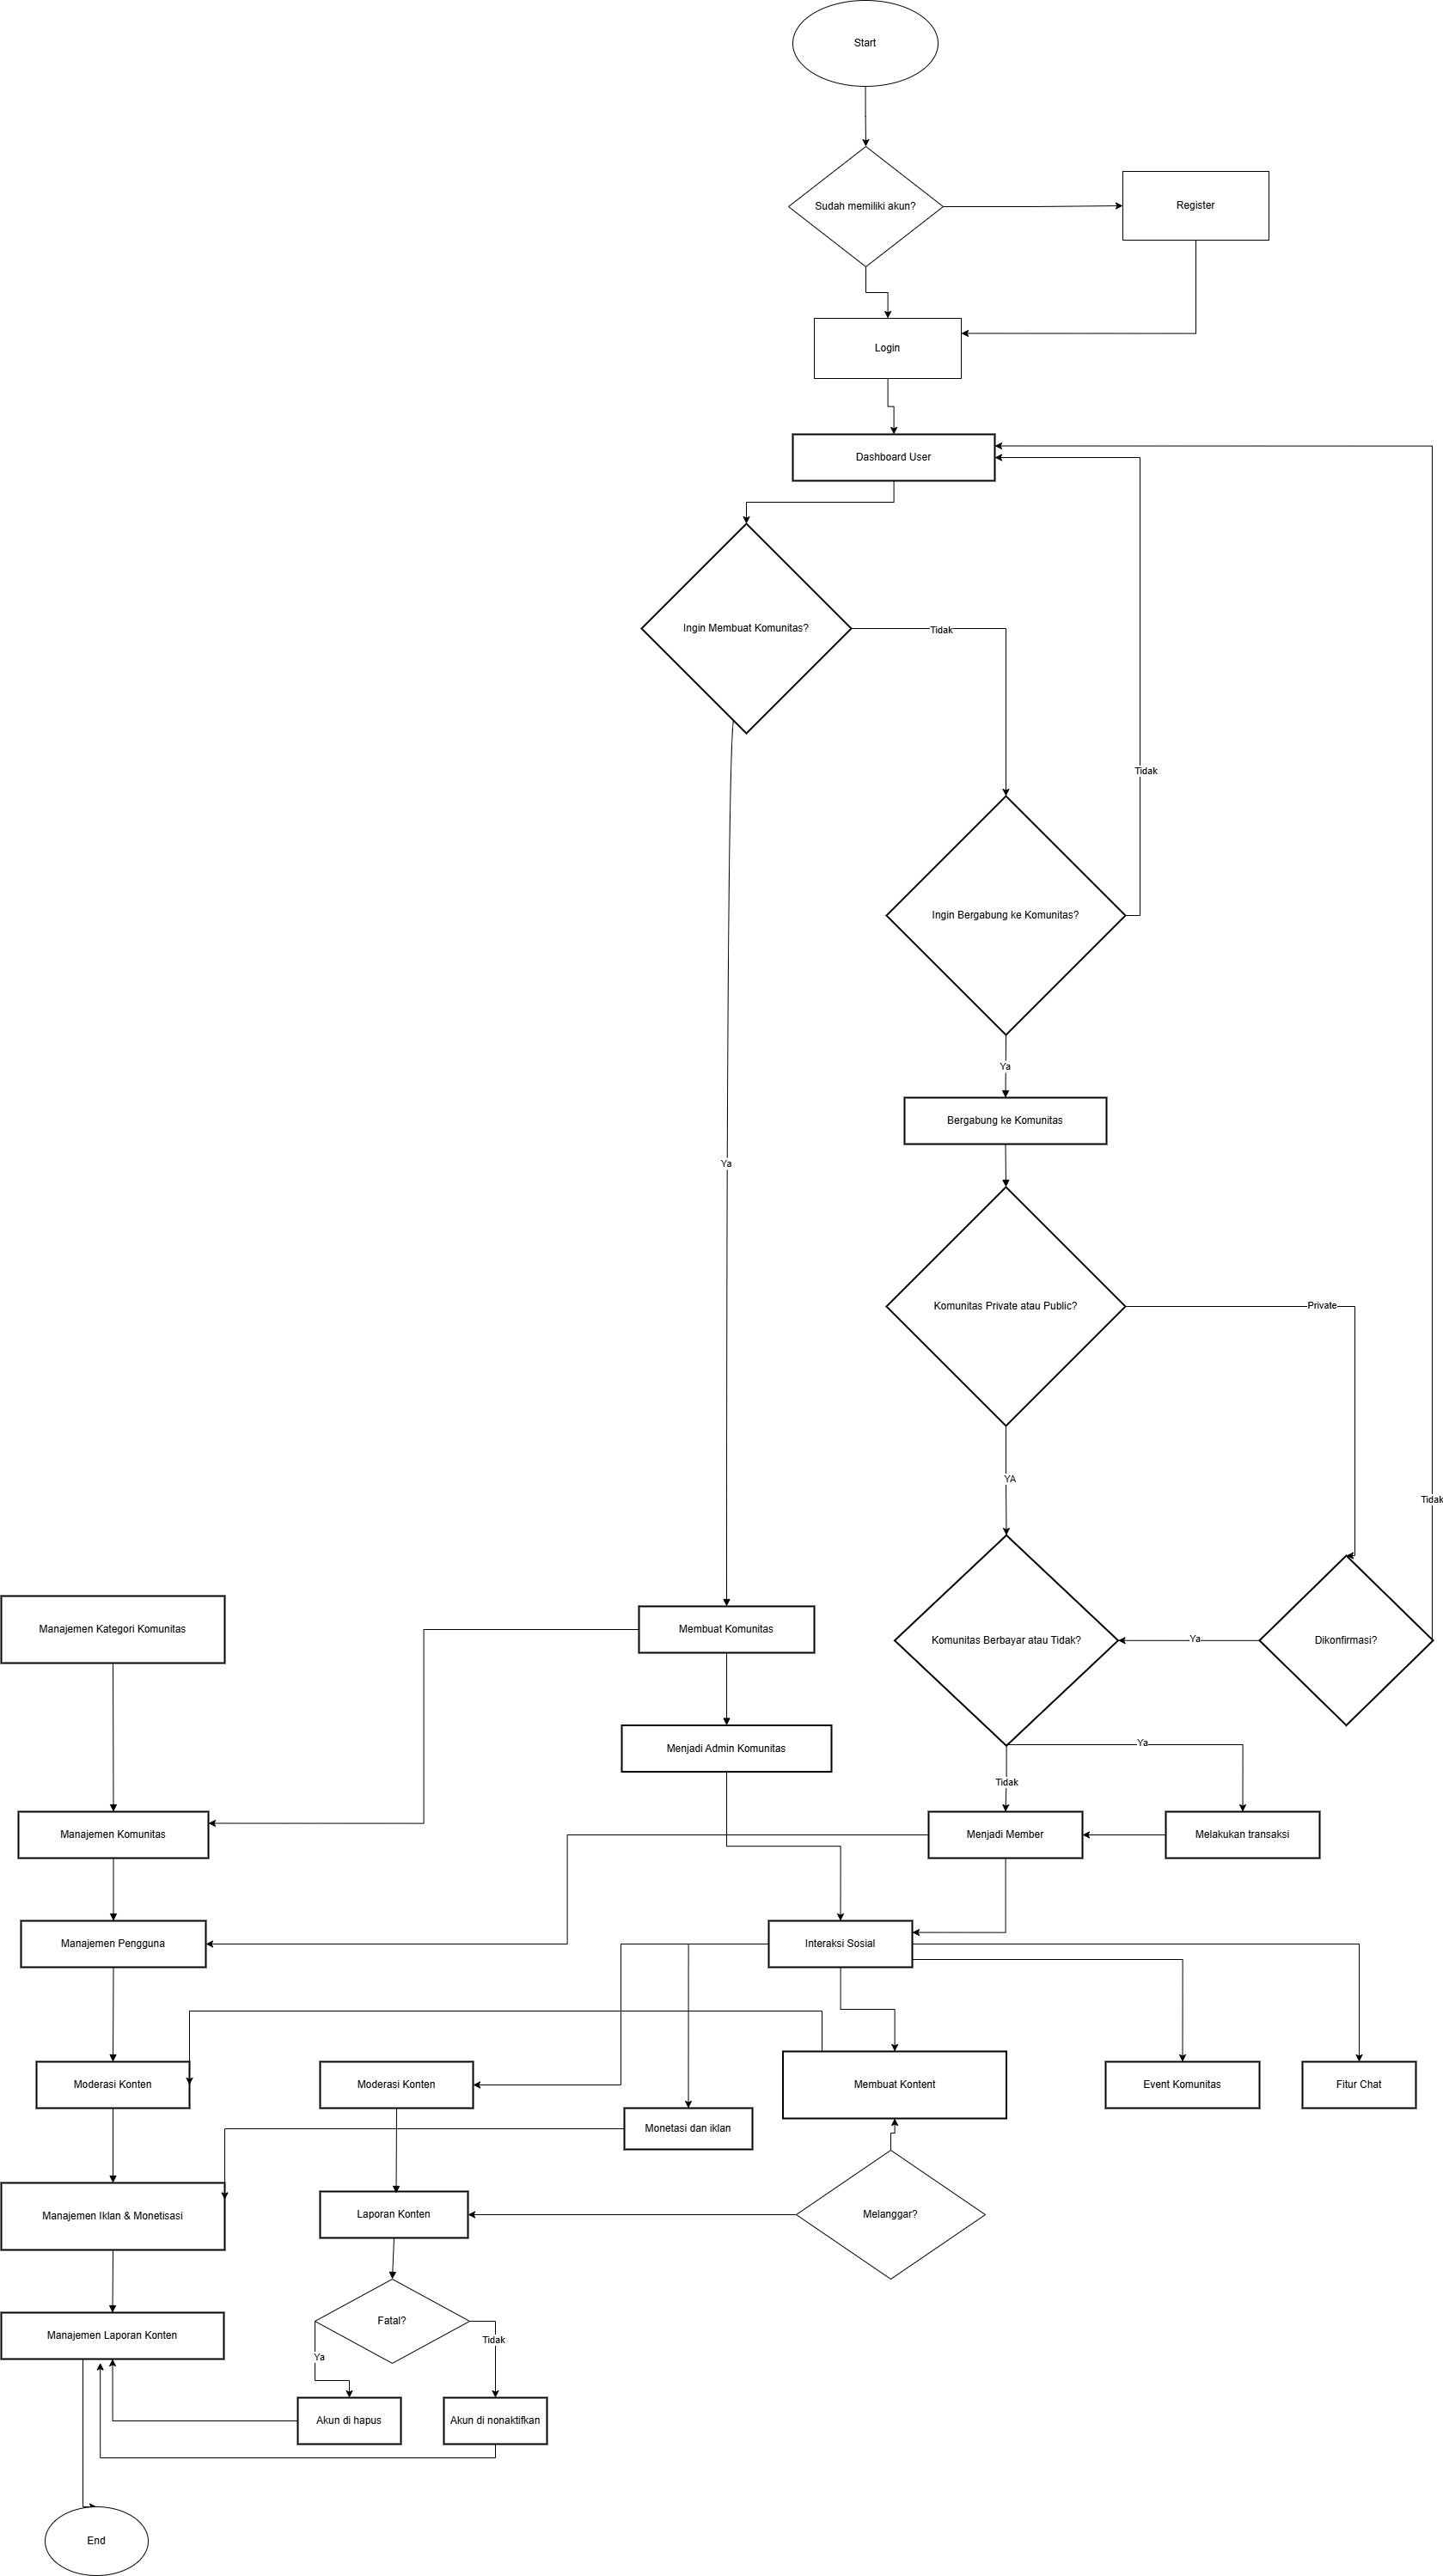 Start
Sudah memiliki akun?
Register
Login
Dashboard User
Ingin Membuat Komunitas?
Tidak
Tidak
Ingin Bergabung ke Komunitas?
Ya
Bergabung ke Komunitas
Ya
Komunitas Private atau Public?
Private
YA
Tidak
Manajemen Kategori Komunitas
Membuat Komunitas
Komunitas Berbayar atau Tidak?
Ya
Dikonfirmasi?
Menjadi Admin Komunitas
Ya
Tidak
Manajemen Komunitas
Menjadi Member
Melakukan transaksi
Manajemen Pengguna
Interaksi Sosial
Moderasi Konten
Moderasi Konten
Membuat Kontent
Event Komunitas
Fitur Chat
Monetasi dan iklan
Manajemen Iklan & Monetisasi
Laporan Konten
Melanggar?
Fatal?
Manajemen Laporan Konten
Tidak
Ya
Akun di hapus
Akun di nonaktifkan
End